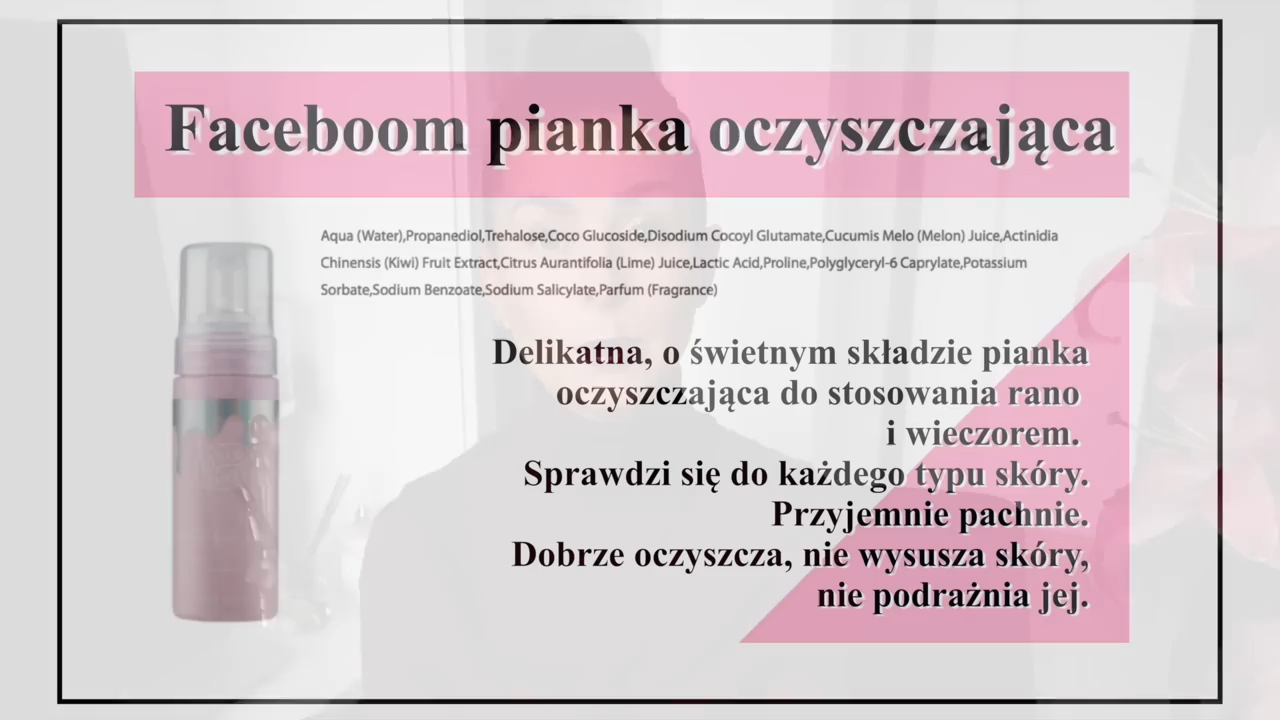 Faceboom pianka oczyszczająca
Aqua (Water),Propanediol,Trehalose,Coco Glucoside,Disodium Cocoyl Glutamate,Cucumis Melo (Melon) Juice,Actinidia
Chinensis (Kiwi) Fruit Extract,Citrus Aurantifolia (Lime) Juice,Lactic Acid,Proline,Polyglyceryl-6 Caprylate,Potassium
Sorbate,Sodium Benzoate,Sodium Salicylate,Parfum (Fragrance)
Delikatna, o świetnym składzie pianka
oczyszczająca do stosowania rano
i wieczorem.
Sprawdzi się do każdego typu skóry.
Przyjemnie pachnie.
Dobrze oczyszcza, nie wysusza skóry,
nie podrażnia jej.